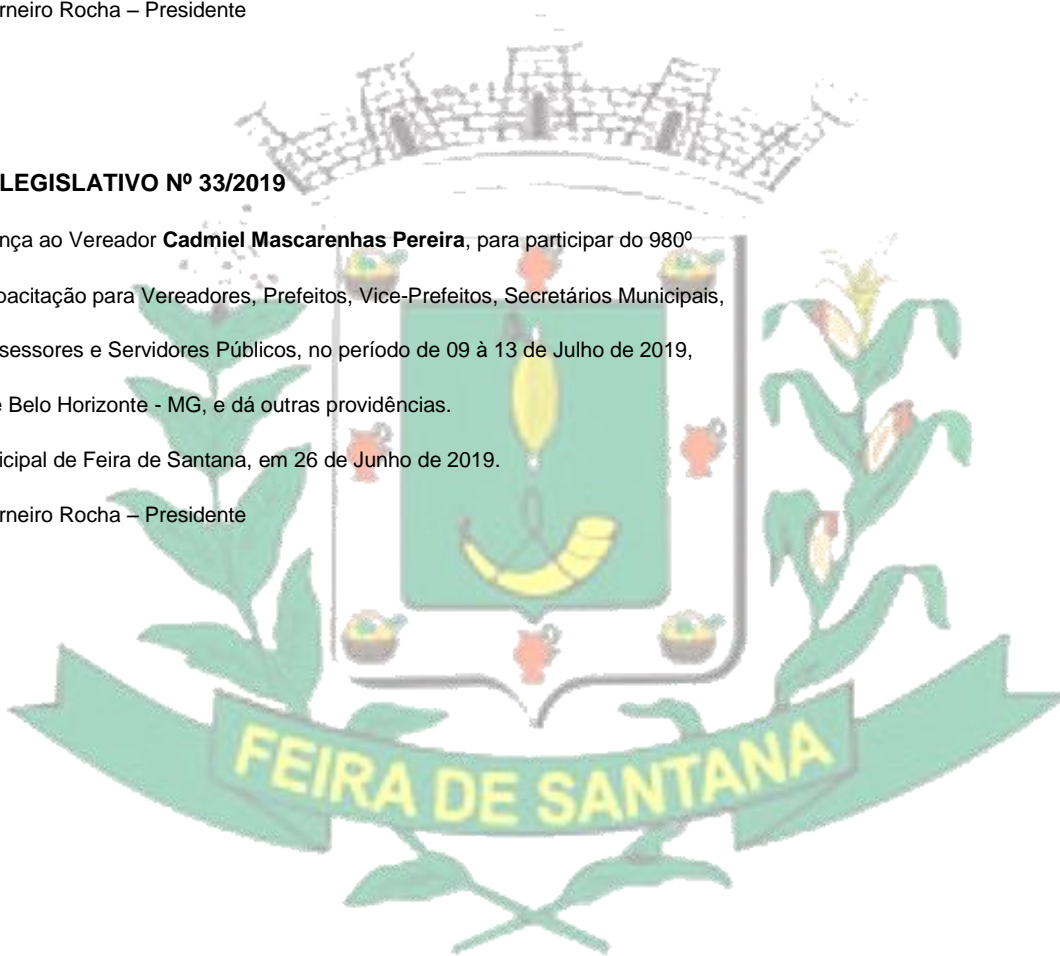 rneiro Rocha – Presidente
LEGISLATIVO Nº 33/2019
nça ao Vereador Cadmiel Mascarenhas Pereira, para participar do 980º
pacitação para Vereadores, Prefeitos, Vice-Prefeitos, Secretários Municipais,
sessores e Servidores Públicos, no período de 09 à 13 de Julho de 2019,
e Belo Horizonte - MG, e dá outras providências.
icipal de Feira de Santana, em 26 de Junho de 2019.
rneiro Rocha – Presidente
FEIRA DE SANTANA